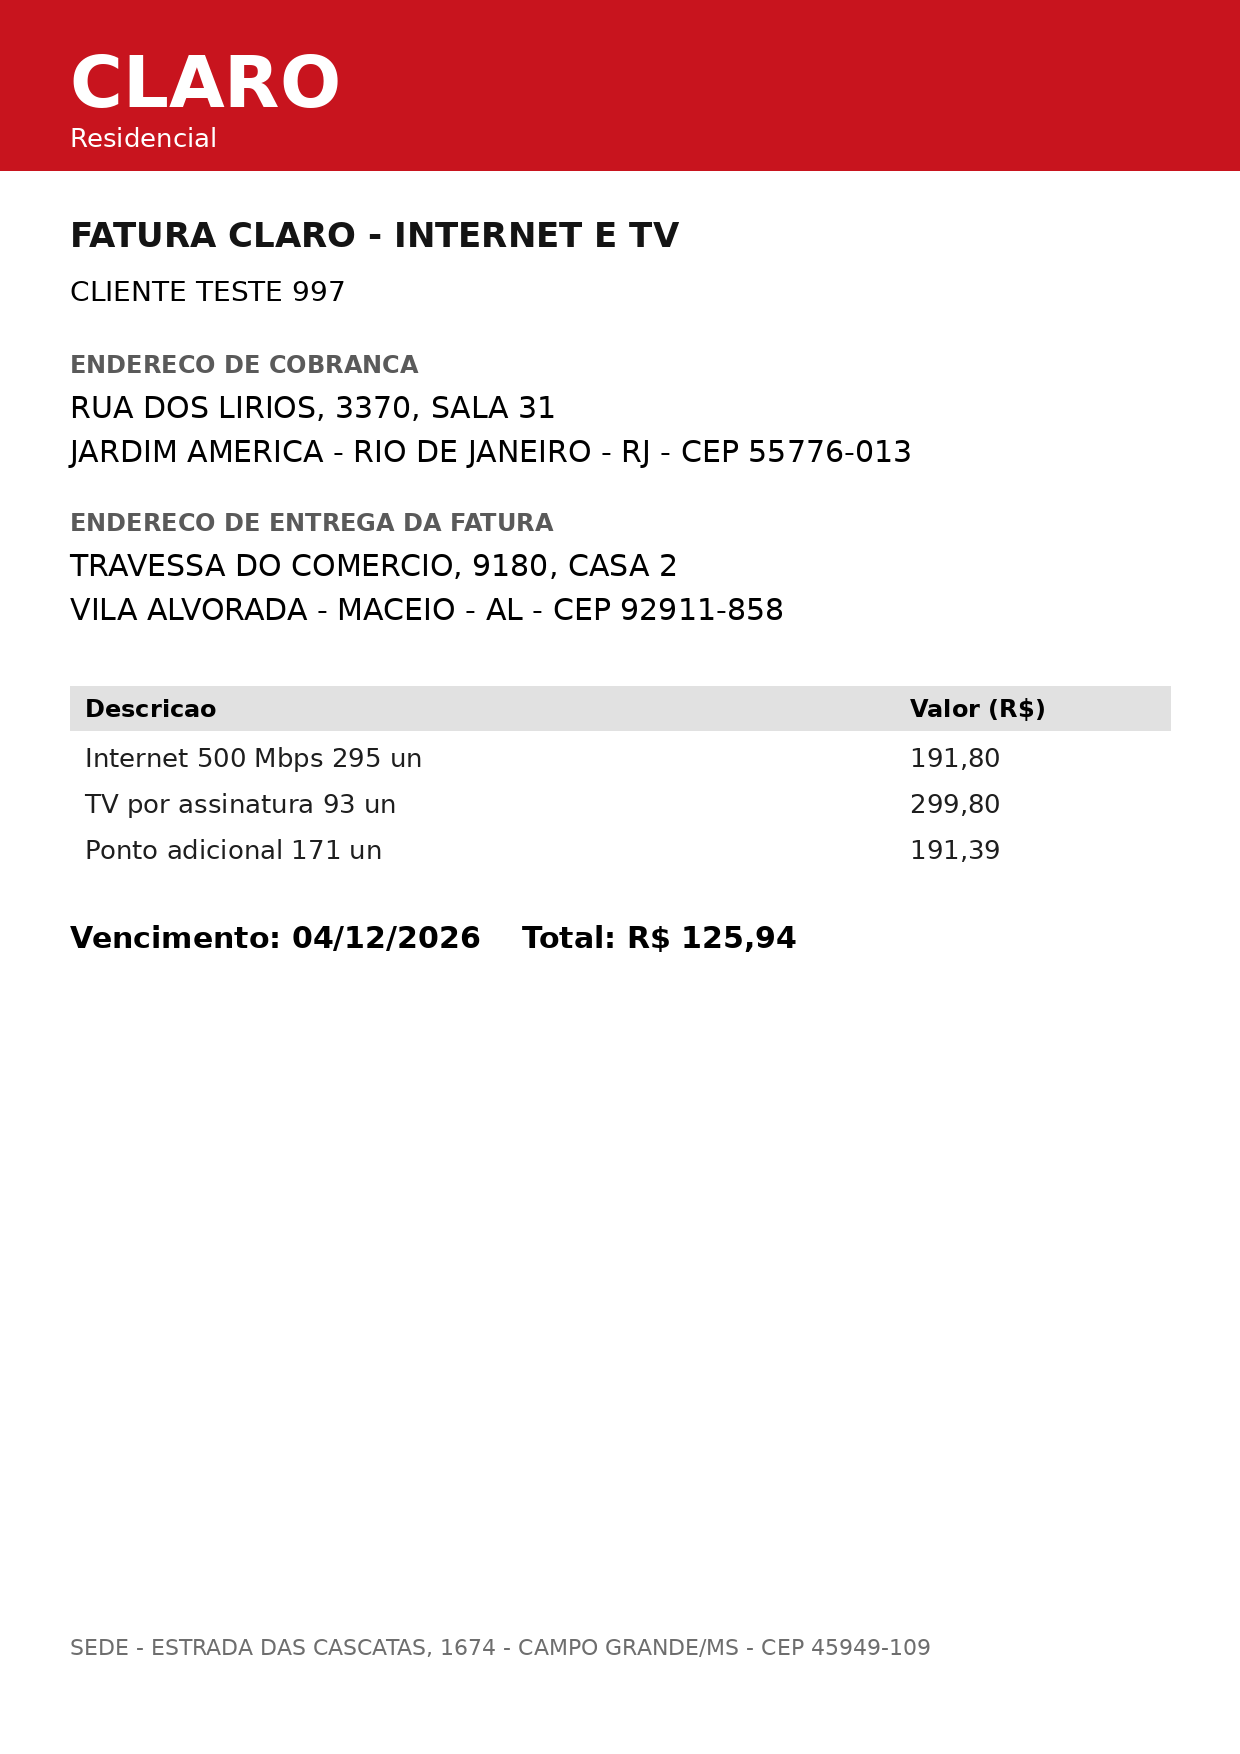 CLARO
Residencial
FATURA CLARO - INTERNET E TV
CLIENTE TESTE 997
ENDERECO DE COBRANCA
RUA DOS LIRIOS, 3370, SALA 31
JARDIM AMERICA - RIO DE JANEIRO - RJ - CEP 55776-013
ENDERECO DE ENTREGA DA FATURA
TRAVESSA DO COMERCIO, 9180, CASA 2
VILA ALVORADA - MACEIO - AL - CEP 92911-858
Descricao Valor (R$)
Internet 500 Mbps 295 un 191,80
TV por assinatura 93 un 299,80
Ponto adicional 171 un 191,39
Vencimento: 04/12/2026 Total: R$ 125,94
SEDE - ESTRADA DAS CASCATAS, 1674 - CAMPO GRANDE/MS - CEP 45949-109